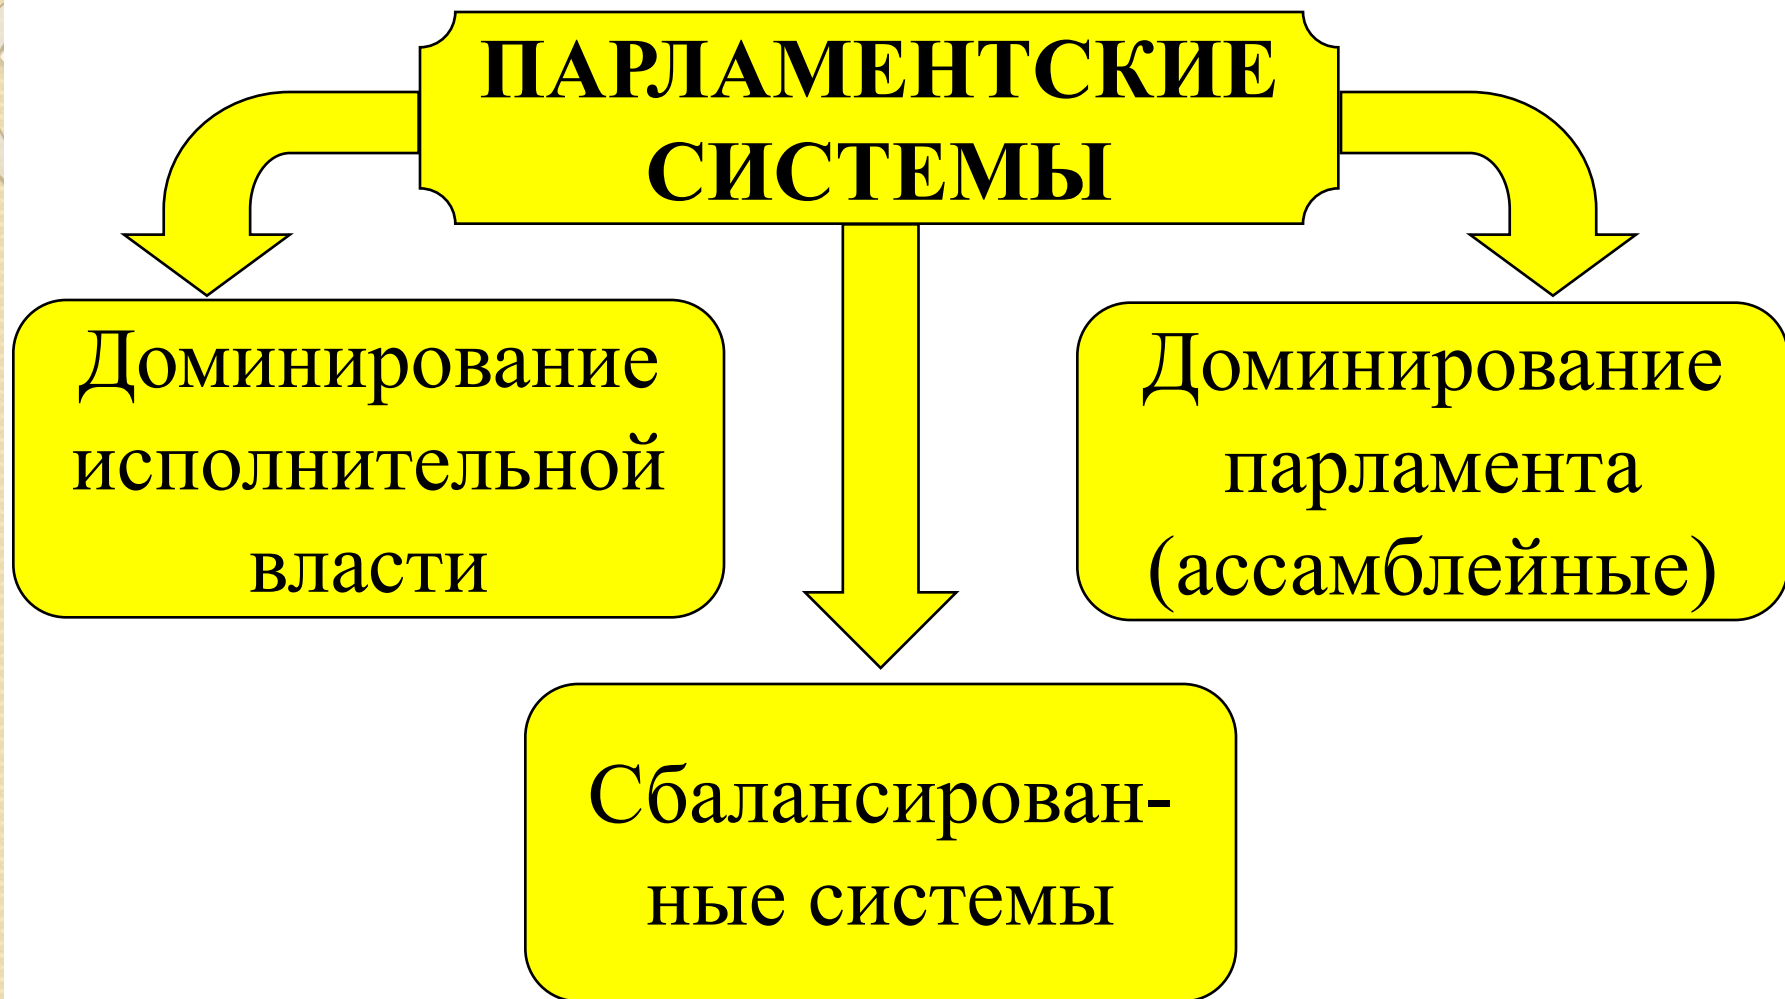 ПАРЛАМЕНТСКИЕ
СИСТЕМЫ
Доминирование
исполнительной
власти
Доминирование
парламента
(ассамблейные)
Сбалансирован-
ные системы